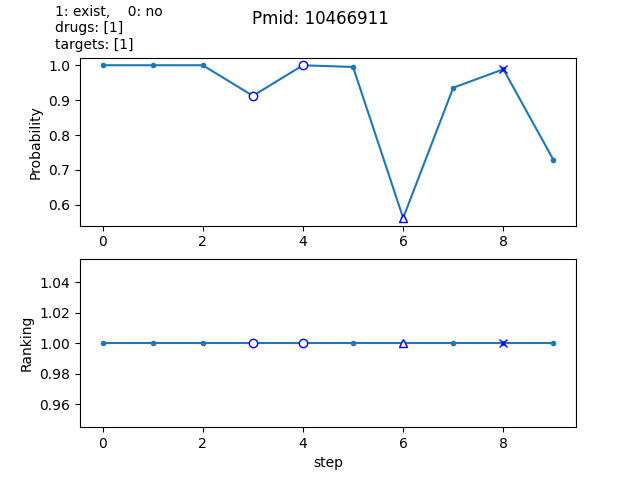 1: exist,    0: no
drugs: [1]
targets: [1]
Pmid: 10466911
Probability
1.0
0.9
0.8
0.7
0.6
0 2 4 6 8
Ranking
1.04
1.02
1.00
0.98
0.96
0 2 4 6 8
step